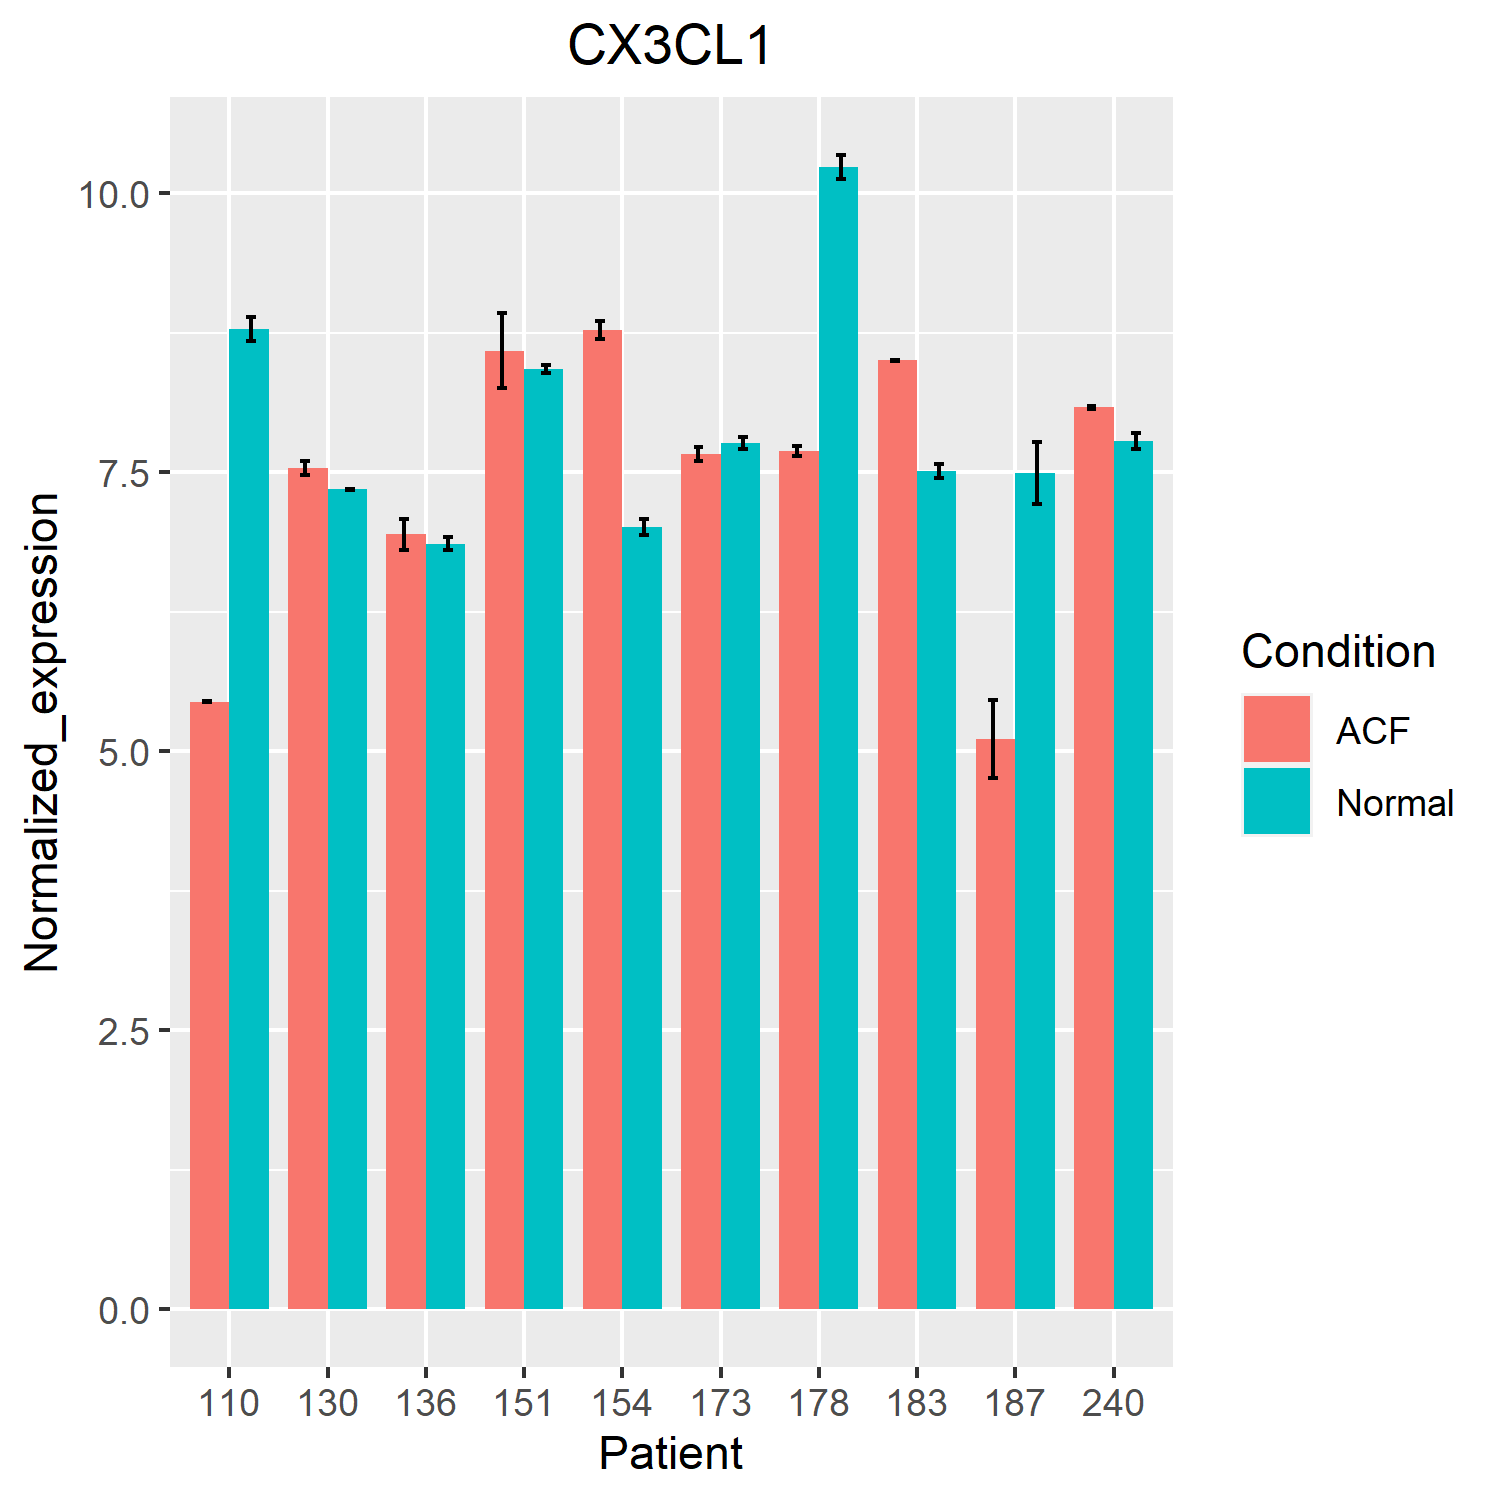 CX3CL1
Normalized_expression
10.0
7.5
5.0
2.5
0.0
110 130 136 151 154 173 178 183 187 240
Patient
Condition
ACF
Normal